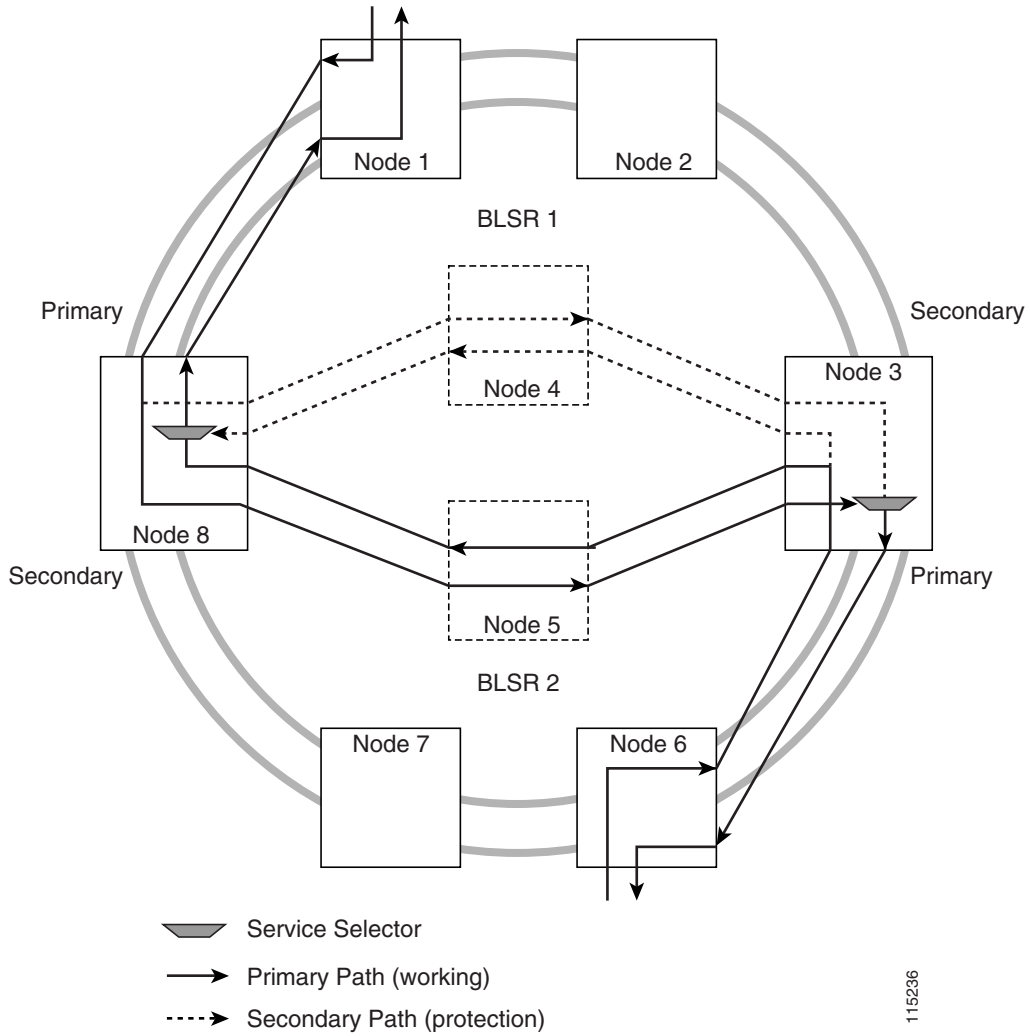 Node 1
Node 2
BLSR 1
Primary
Secondary
Node 4
Node 3
Node 8
Secondary
Primary
Node 5
BLSR 2
Node 7
Node 6
Service Selector
Primary Path (working)
Secondary Path (protection)
115236